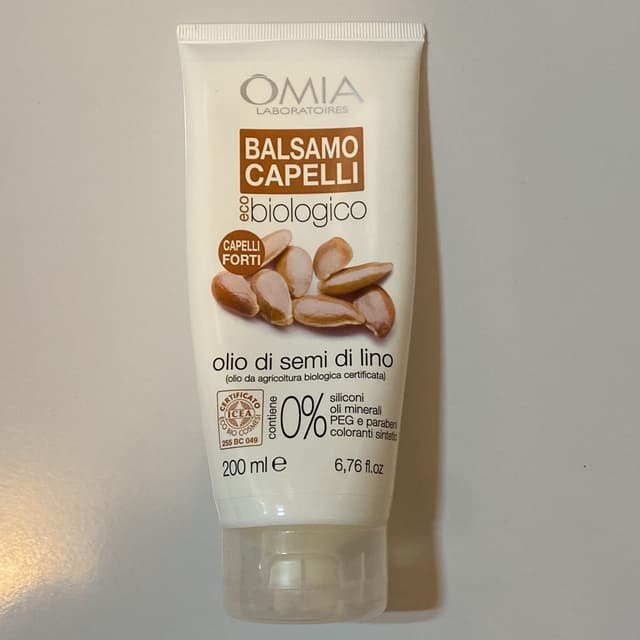 ÔMIA
LABORATOIRES
BALSAMO
CAPELLI
eco biologico
CAPELLI
FORTI
olio di semi di lino
(olio da agricoltura biologica certificata)
CERTIFICATO
ICEA
ECO BIO COSMESI
255 BC 049
contiene
0%
siliconi
oli minerali
PEG e parabeni
coloranti sintetici
200 ml e
6,76 fl.oz